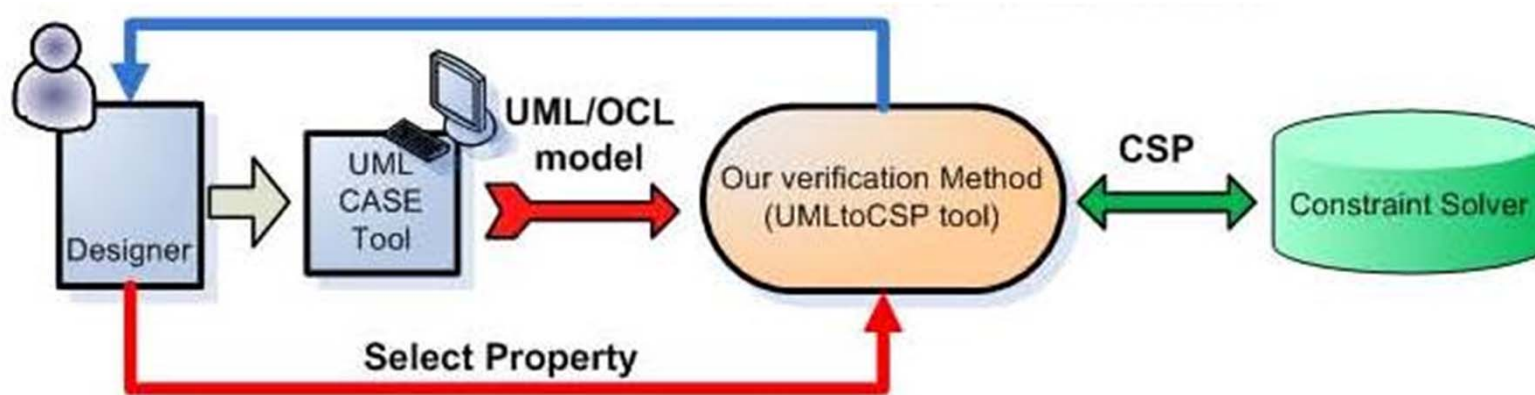 UML/OCL
model
CSP
UML
CASE
Tool
Designer
Our verification Method
(UMLtoCSP tool)
Constraint Solver
Select Property